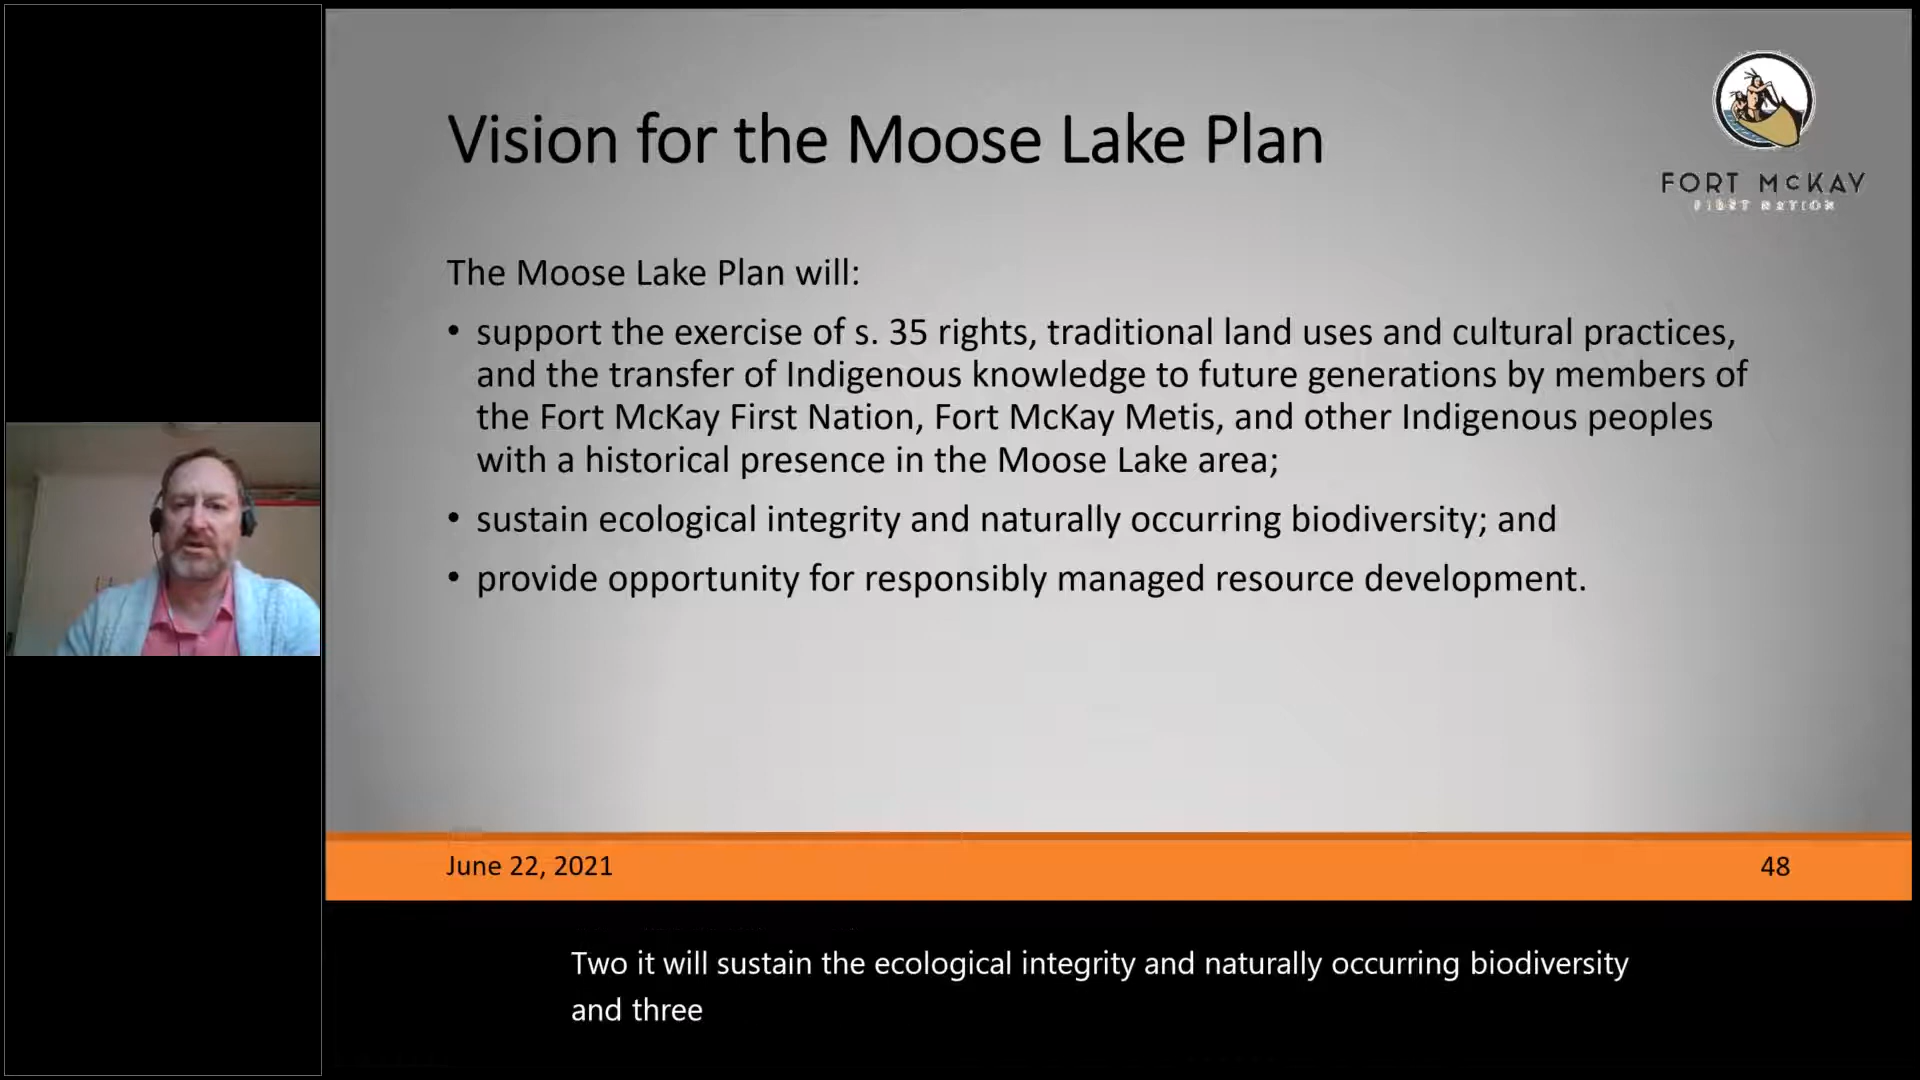 Vision for the Moose Lake Plan
FORT McKAY
FIRST NATION
The Moose Lake Plan will:
• support the exercise of s. 35 rights, traditional land uses and cultural practices,
and the transfer of Indigenous knowledge to future generations by members of
the Fort McKay First Nation, Fort McKay Metis, and other Indigenous peoples
with a historical presence in the Moose Lake area;
• sustain ecological integrity and naturally occurring biodiversity; and
• provide opportunity for responsibly managed resource development.
June 22, 2021
48
Two it will sustain the ecological integrity and naturally occurring biodiversity
and three